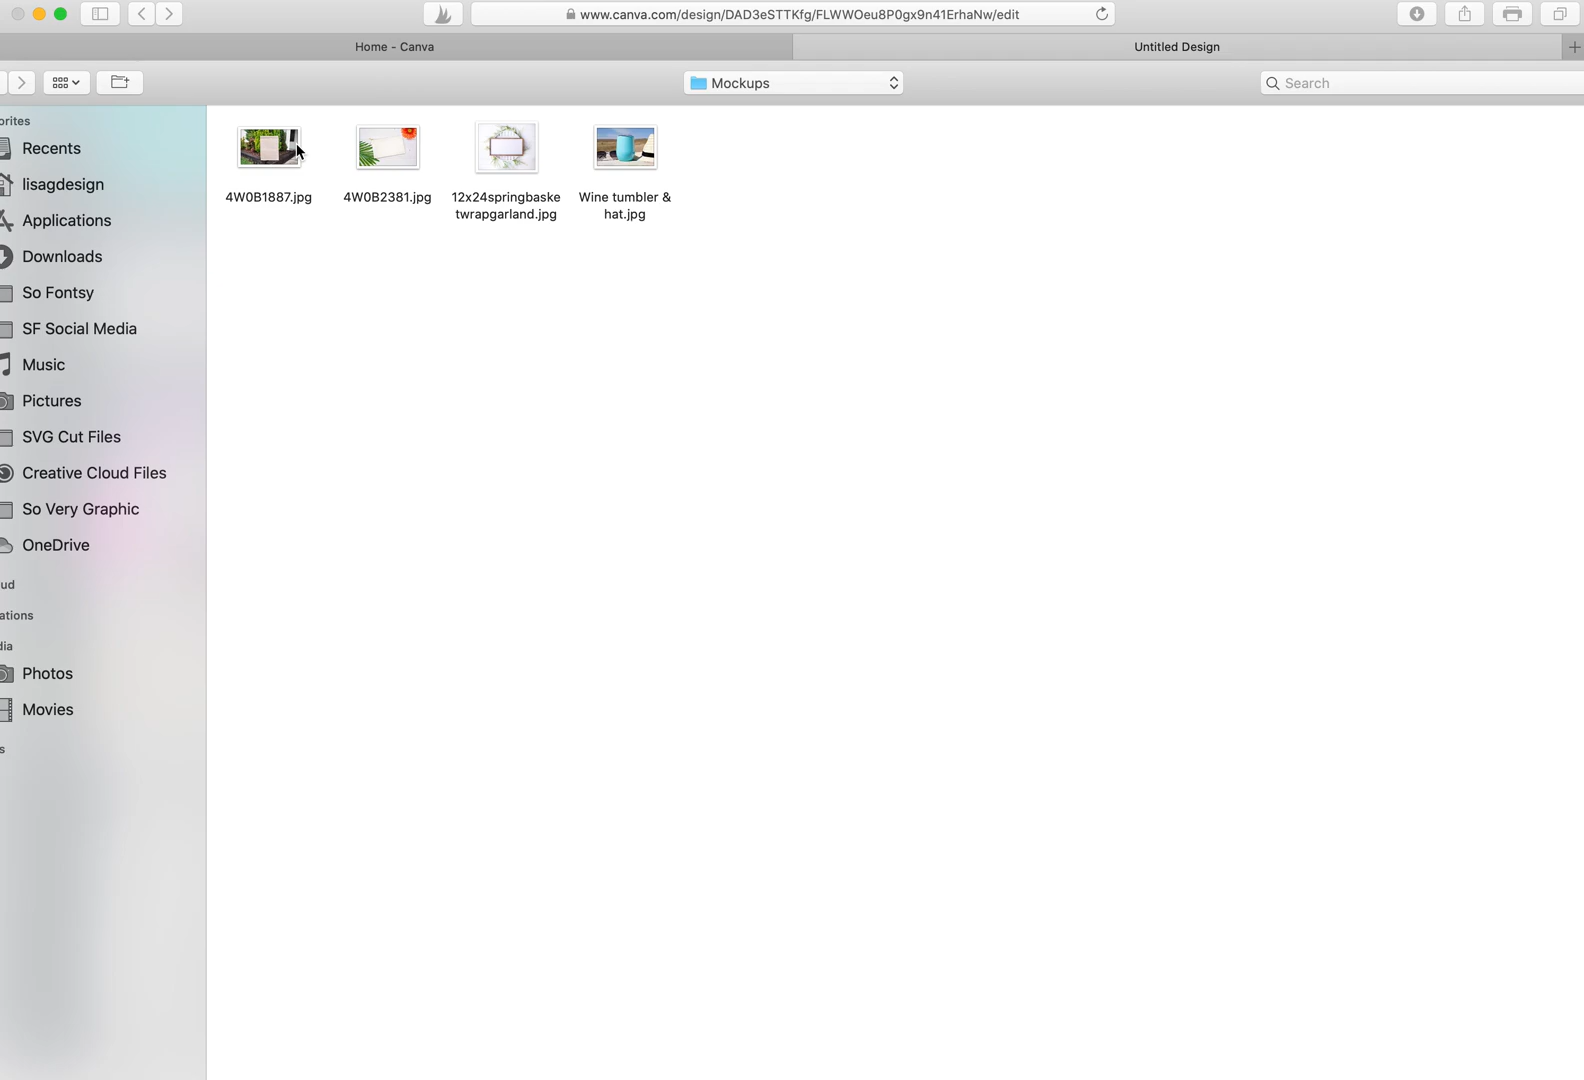 www.canva.com/design/DAD3eSTTKfg/FLWWOeu8P0gx9n41ErhaNw/edit
Home - Canva
Untitled Design
Mockups
Search
orites
Recents
lisagdesign
Applications
Downloads
So Fontsy
SF Social Media
Music
Pictures
SVG Cut Files
Creative Cloud Files
So Very Graphic
OneDrive
oud
ations
dia
Photos
Movies
s
4W0B1887.jpg
4W0B2381.jpg
12x24springbaske
twrapgarland.jpg
Wine tumbler &
hat.jpg